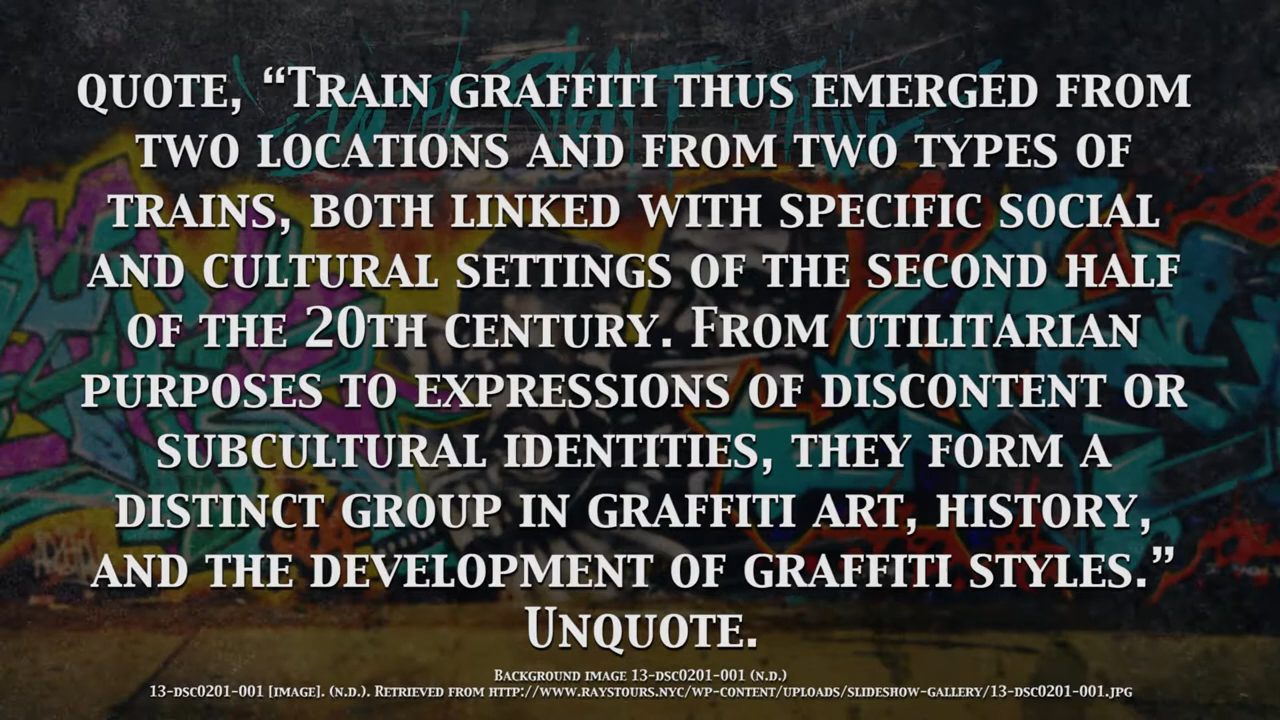 QUOTE, “TRAIN GRAFFITI THUS EMERGED FROM
TWO LOCATIONS AND FROM TWO TYPES OF
TRAINS, BOTH LINKED WITH SPECIFIC SOCIAL
AND CULTURAL SETTINGS OF THE SECOND HALF
OF THE 20TH CENTURY. FROM UTILITARIAN
PURPOSES TO EXPRESSIONS OF DISCONTENT OR
SUBCULTURAL IDENTITIES, THEY FORM A
DISTINCT GROUP IN GRAFFITI ART, HISTORY,
AND THE DEVELOPMENT OF GRAFFITI STYLES.”
UNQUOTE.
BACKGROUND IMAGE 13-DSC0201-001 (N.D.)
13-DSC0201-001 [IMAGE]. (N.D.). RETRIEVED FROM HTTP://WWW.RAYSTOURS.NYC/WP-CONTENT/UPLOADS/SLIDESHOW-GALLERY/13-DSC0201-001.JPG